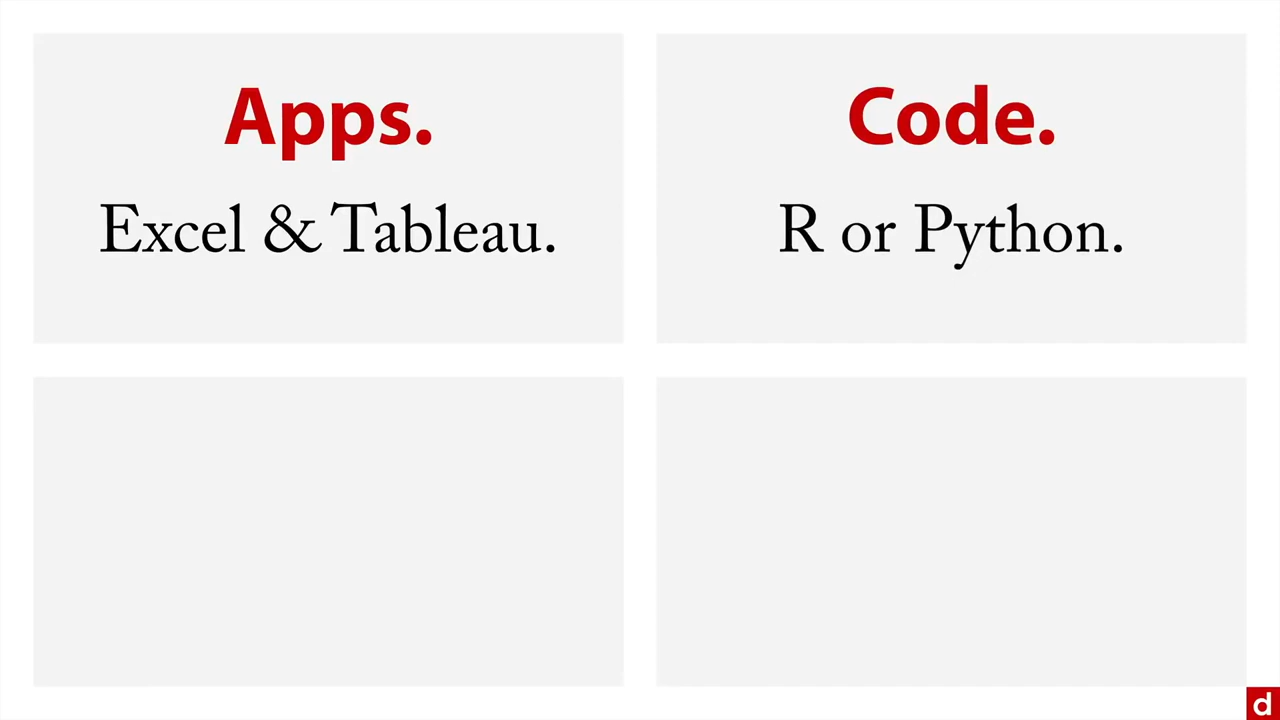 Apps.
Excel & Tableau.
Code.
R or Python.
d